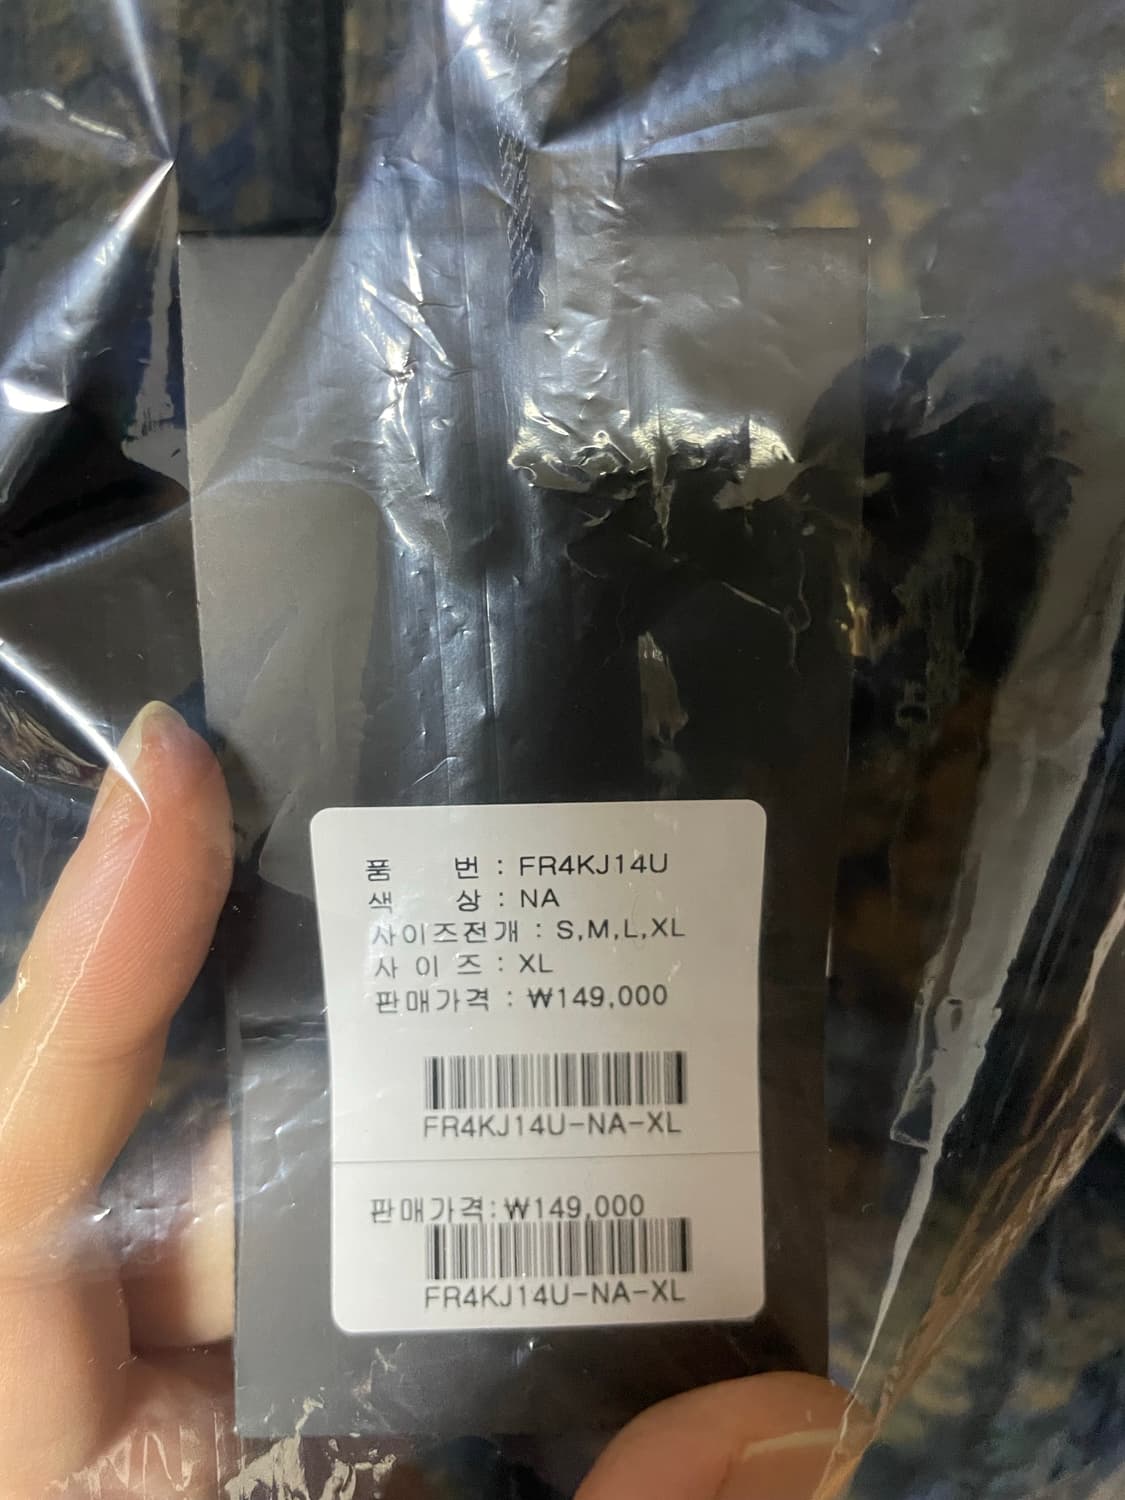 품 번 : FR4KJ14U
색 상 : NA
사이즈전개 : S,M,L,XL
사 이 즈 : XL
판매가격 : ₩149,000
FR4KJ14U-NA-XL
판매가격:₩149,000
FR4KJ14U-NA-XL